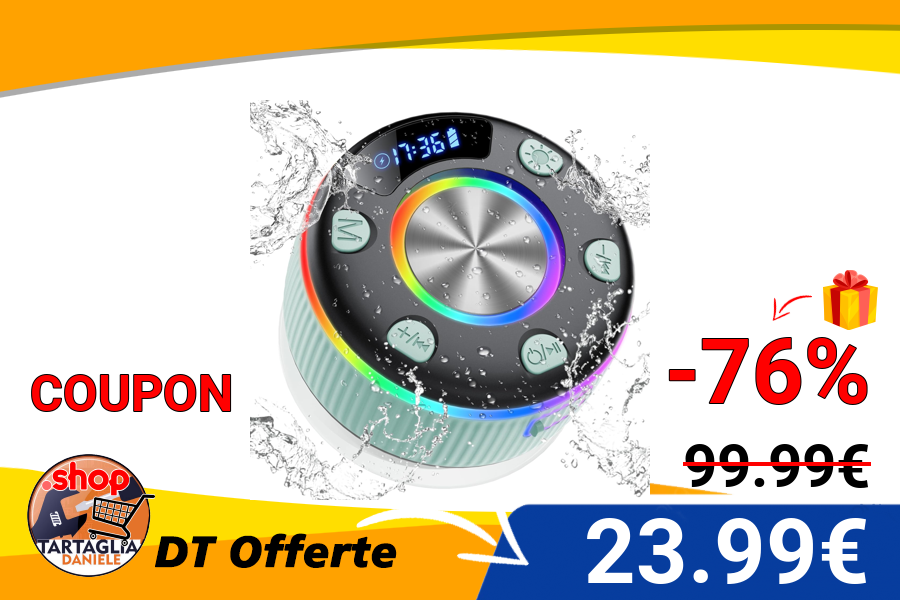 17:36
M
-/⏮
+/⏮
⏻/⏯
COUPON
-76%
99.99€
23.99€
.shop
TARTAGLIA
DANIELE
DT Offerte